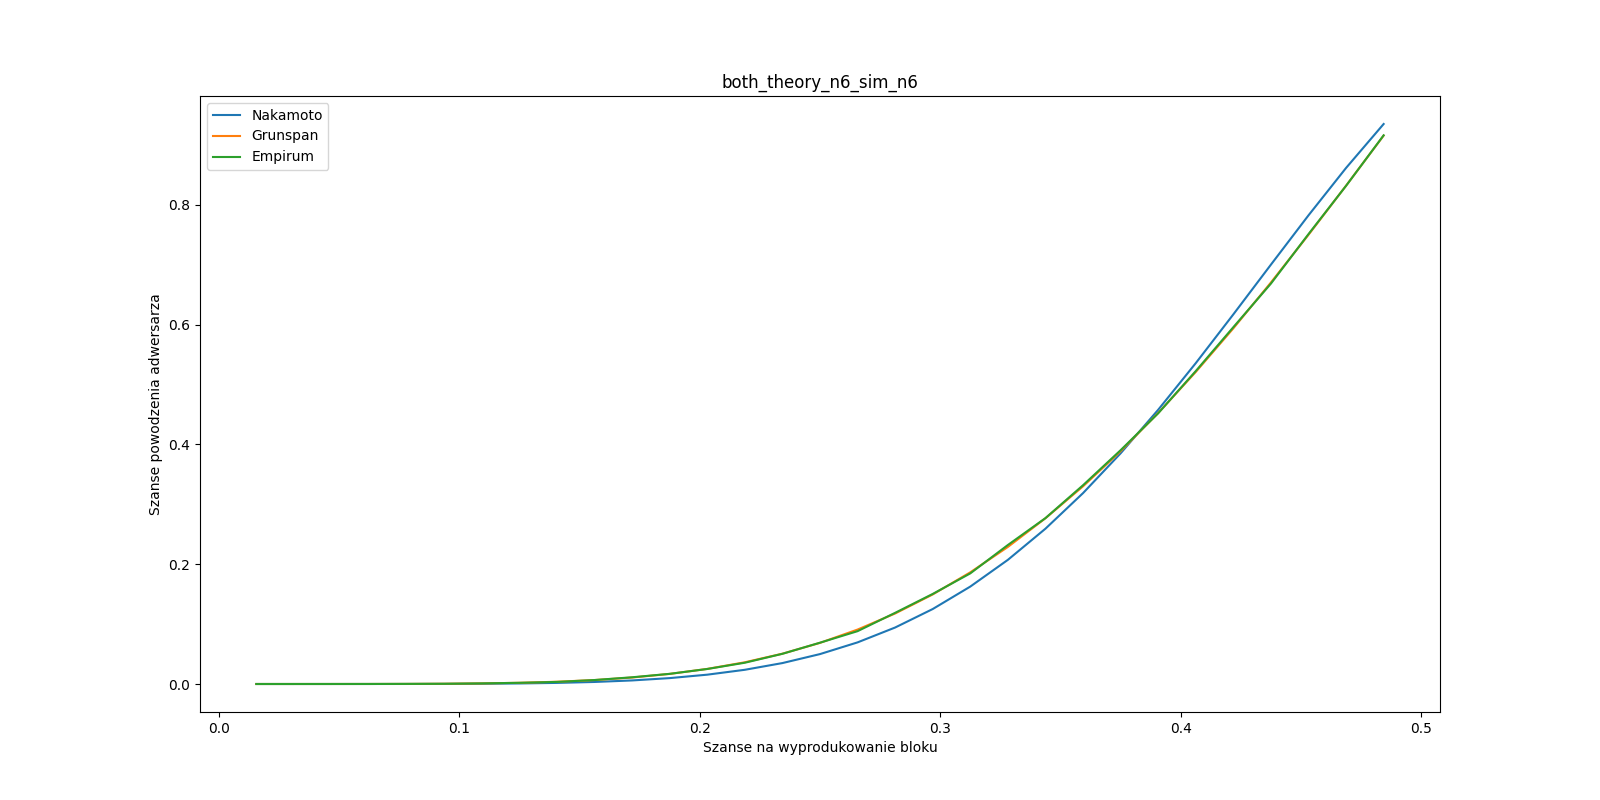 both_theory_n6_sim_n6
Nakamoto
Grunspan
Empirum
Szanse powodzenia adwersarza
0.8
0.6
0.4
0.2
0.0
0.0 0.1 0.2 0.3 0.4 0.5
Szanse na wyprodukowanie bloku